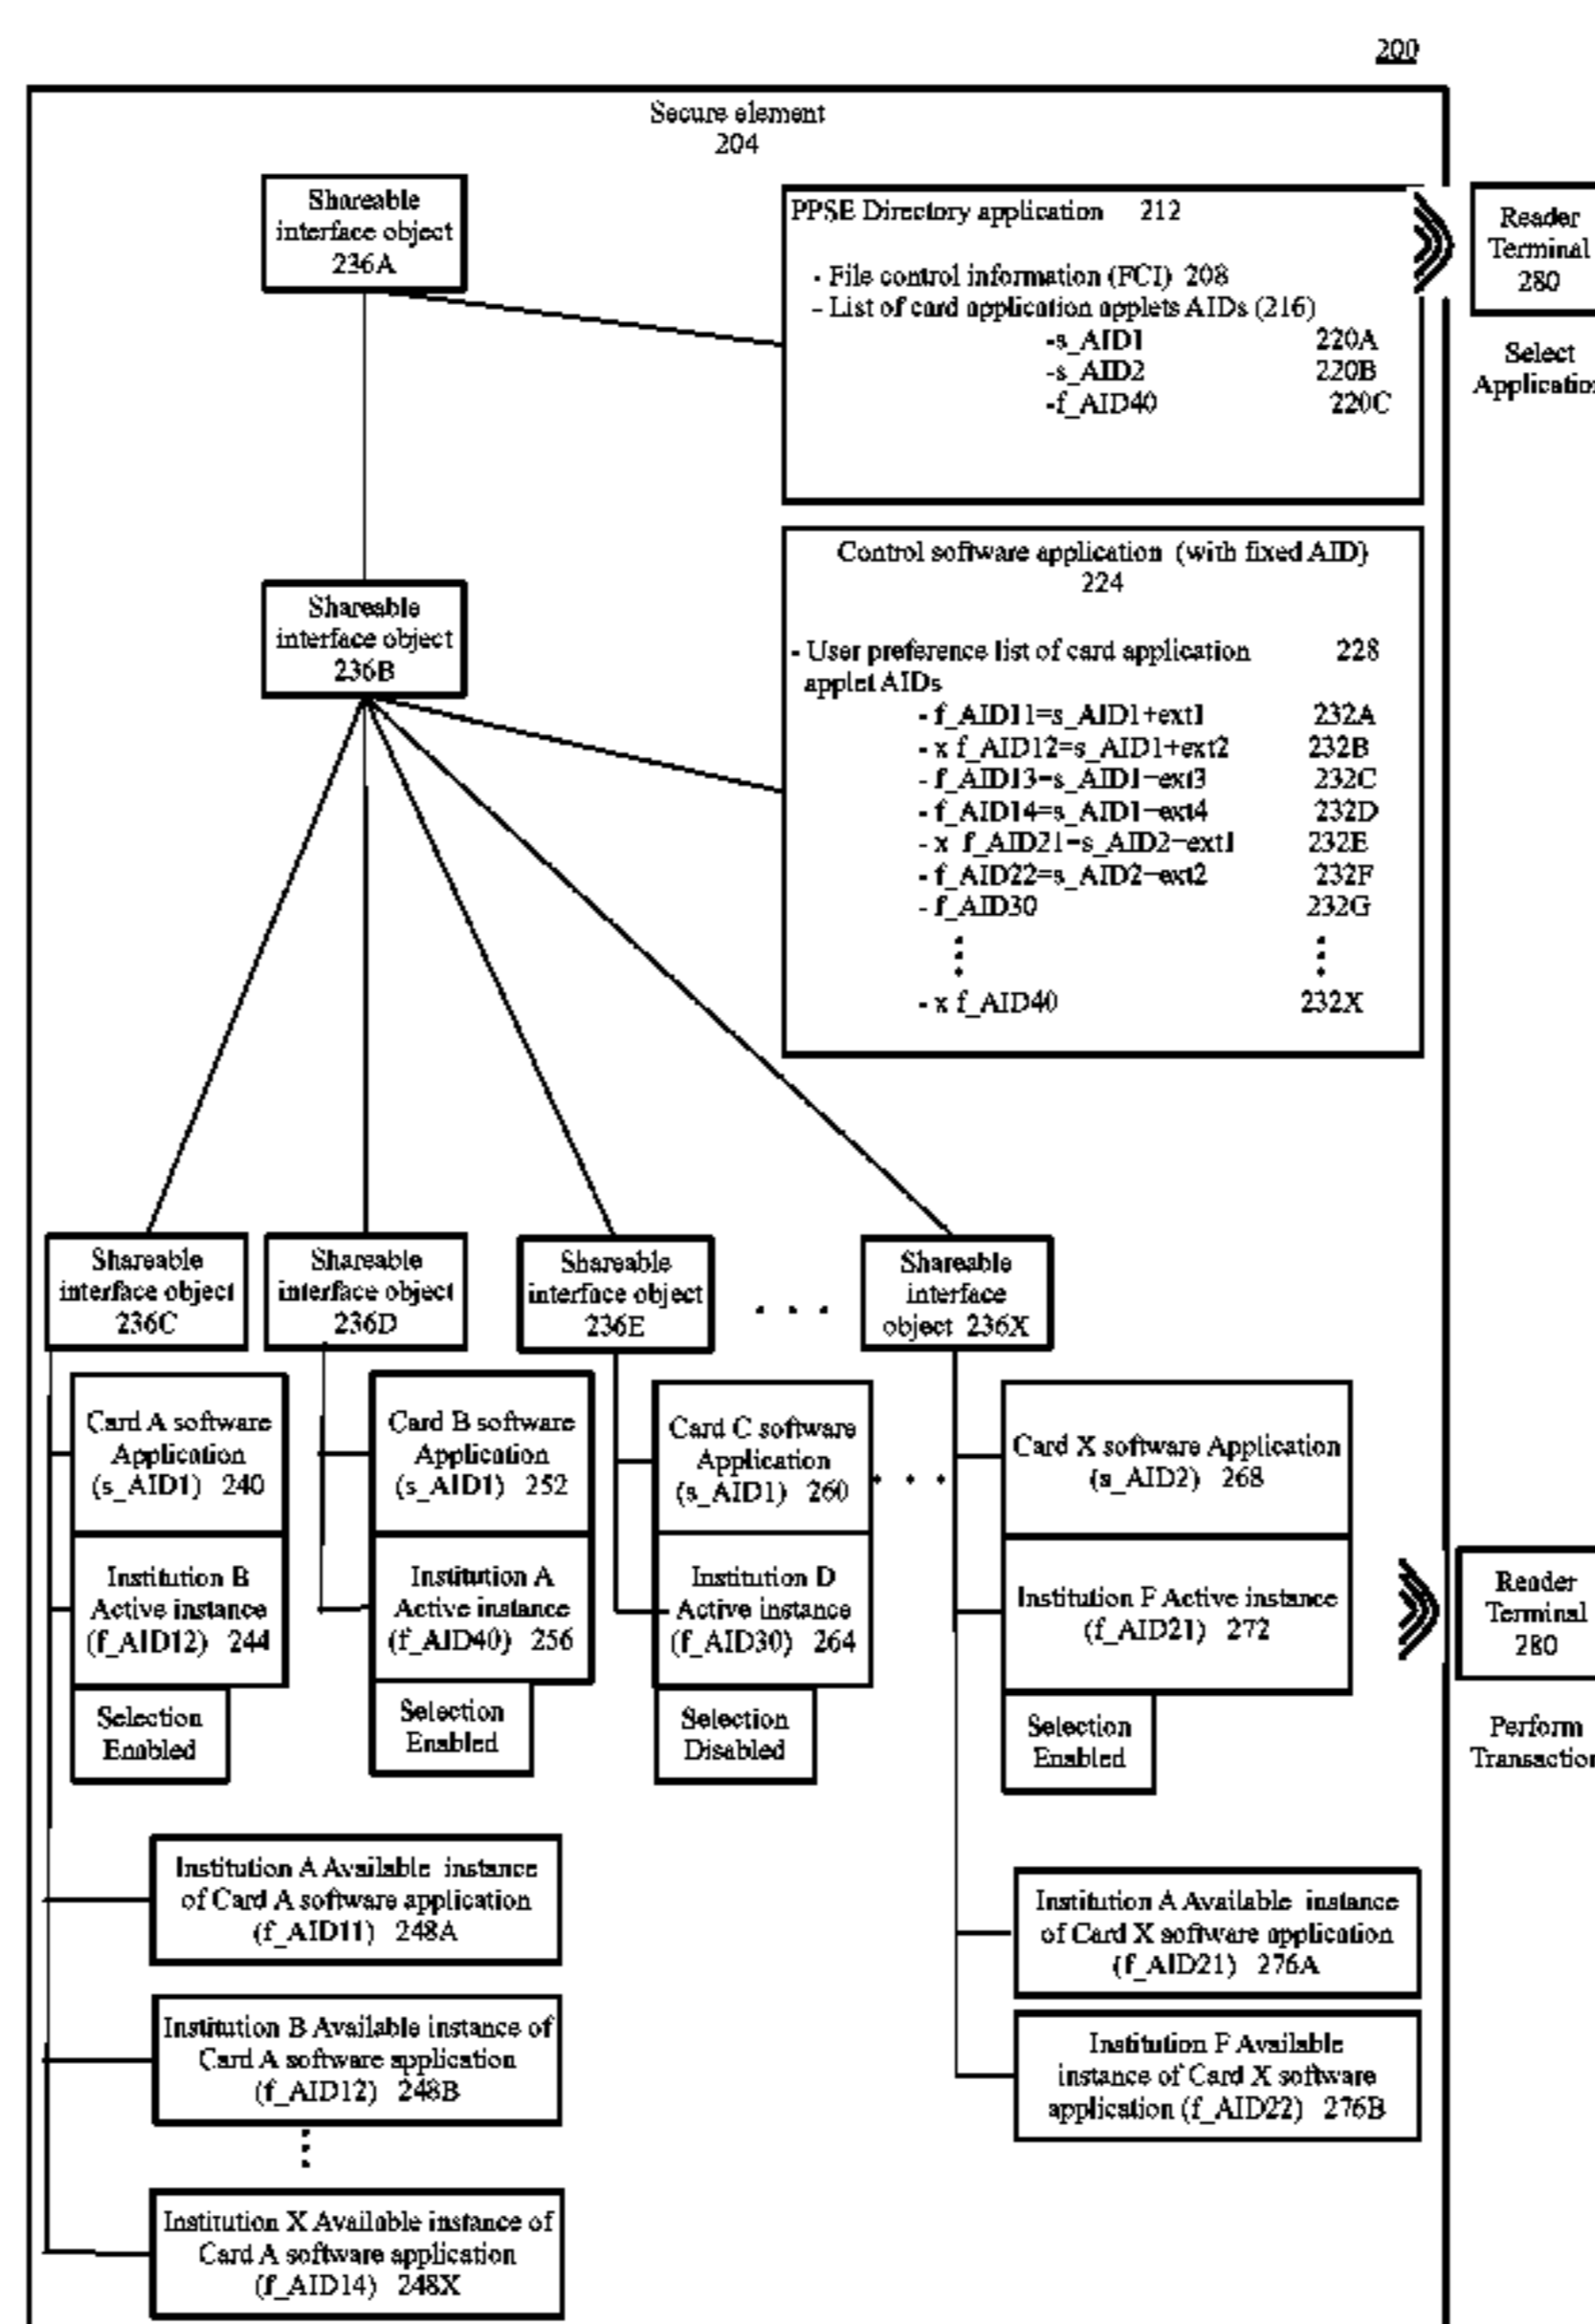 200
Secure element
204
Shareable
interface object
236A
PPSE Directory application 212
- File control information (FCI) 208
- List of card application applets AIDs (216)
-s_AID1 220A
-s_AID2 220B
-f_AID40 220C
Reader
Terminal
280
Select
Application
Shareable
interface object
236B
Control software application (with fixed AID)
224
- User preference list of card application 228
applet AIDs
- f_AID11=s_AID1+ext1 232A
- x f_AID12=s_AID1+ext2 232B
- f_AID13=s_AID1-ext3 232C
- f_AID14=s_AID1-ext4 232D
- x f_AID21=s_AID2-ext1 232E
- f_AID22=s_AID2-ext2 232F
- f_AID30 232G
- x f_AID40 232X
Shareable
interface object
236C
Shareable
interface object
236D
Shareable
interface object
236E
. . .
Shareable
interface
object 236X
Card A software
Application
(s_AID1) 240
Institution B
Active instance
(f_AID12) 244
Selection
Enabled
Card B software
Application
(s_AID1) 252
Institution A
Active instance
(f_AID40) 256
Selection
Enabled
Card C software
Application
(s_AID1) 260
Institution D
Active instance
(f_AID30) 264
Selection
Disabled
. . .
Card X software Application
(s_AID2) 268
Institution F Active instance
(f_AID21) 272
Selection
Enabled
Reader
Terminal
280
Perform
Transaction
Institution A Available instance
of Card A software application
(f_AID11) 248A
Institution B Available instance of
Card A software application
(f_AID12) 248B
Institution X Available instance of
Card A software application
(f_AID14) 248X
Institution A Available instance
of Card X software application
(f_AID21) 276A
Institution F Available
instance of Card X software
application (f_AID22) 276B